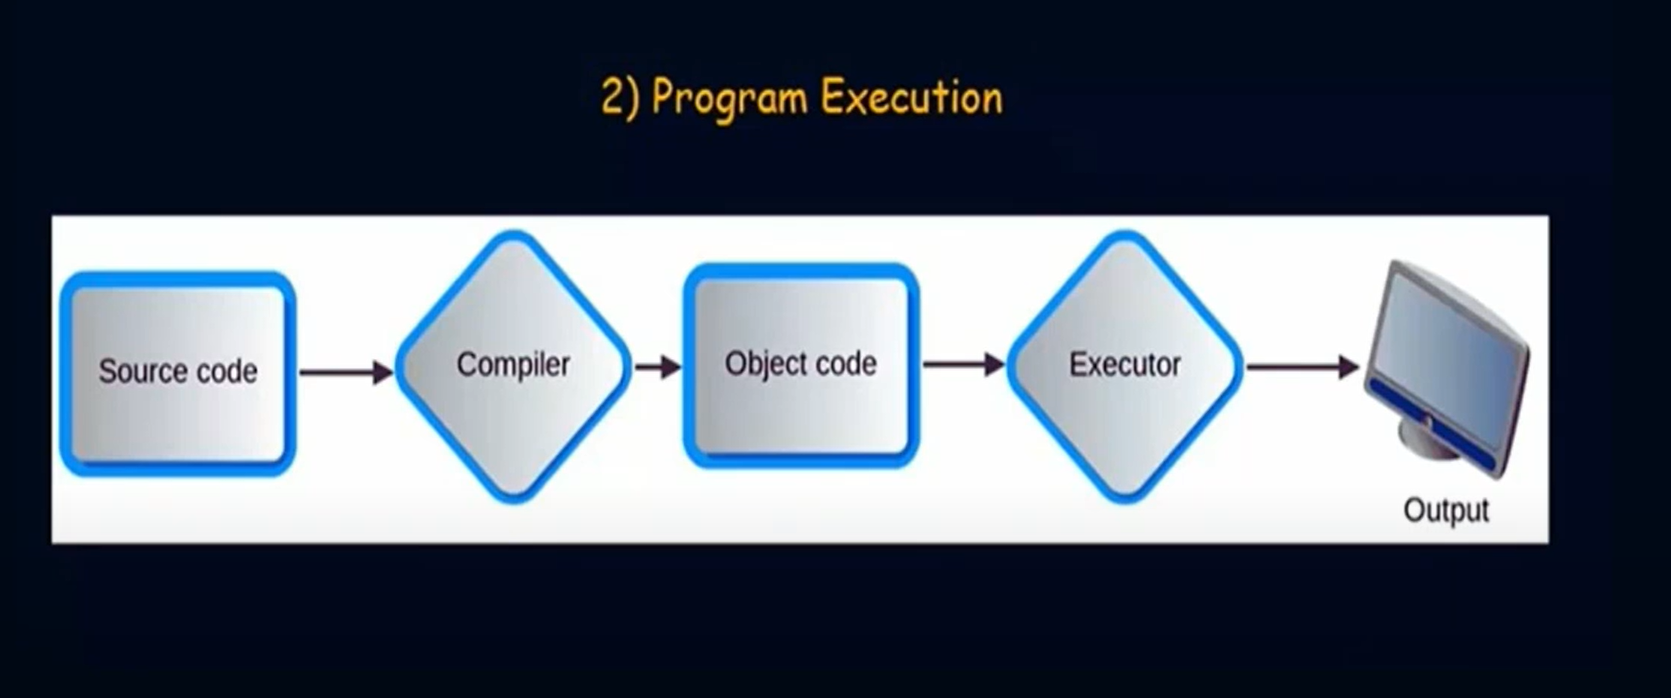 2) Program Execution
Source code
Compiler
Object code
Executor
Output